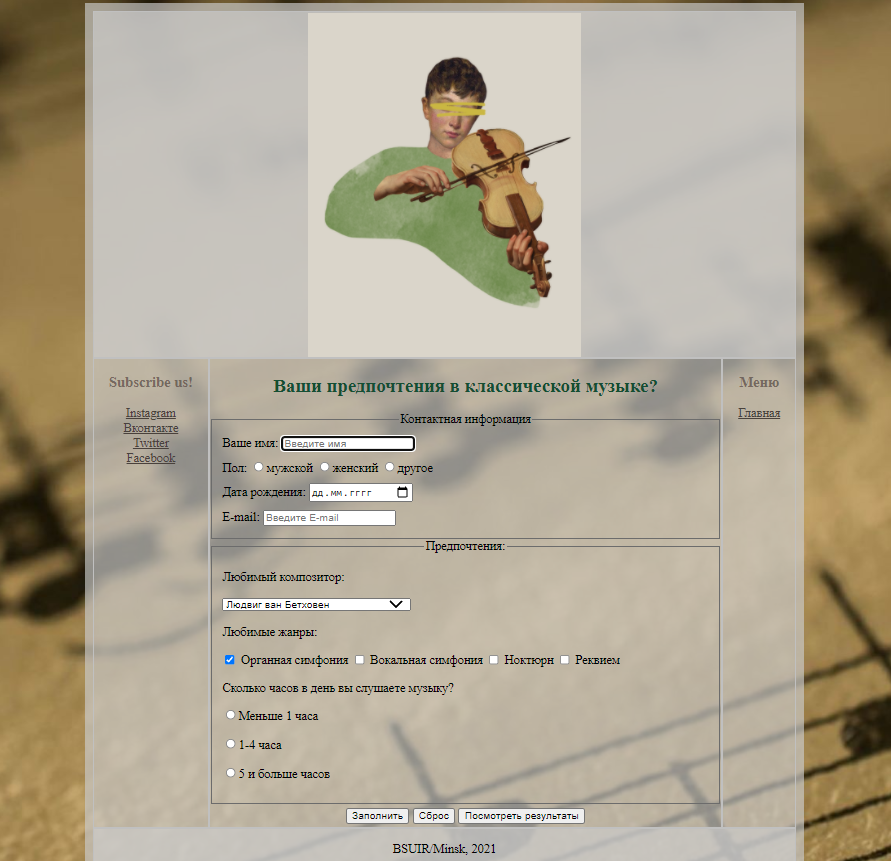 Subscribe us!
Instagram
Вконтакте
Twitter
Facebook
Ваши предпочтения в классической музыке?
Контактная информация
Ваше имя: Введите имя
Пол: мужской женский другое
Дата рождения: дд.мм.гггг
E-mail: Введите E-mail
Предпочтения:
Любимый композитор:
Людвиг ван Бетховен
Любимые жанры:
Органная симфония Вокальная симфония Ноктюрн Реквием
Сколько часов в день вы слушаете музыку?
Меньше 1 часа
1-4 часа
5 и больше часов
Заполнить Сброс Посмотреть результаты
Меню
Главная
BSUIR/Minsk, 2021